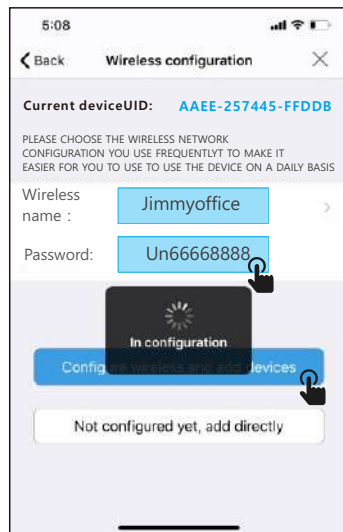 5:08
Back Wireless configuration
Current deviceUID: AAEE-257445-FFDDB
PLEASE CHOOSE THE WIRELESS NETWORK
CONFIGURATION YOU USE FREQUENTLYT TO MAKE IT
EASIER FOR YOU TO USE TO USE THE DEVICE ON A DAILY BASIS
Wireless
name :
Jimmyoffice
Password: Un66668888
In configuration
Configure wireless and add devices
Not configured yet, add directly